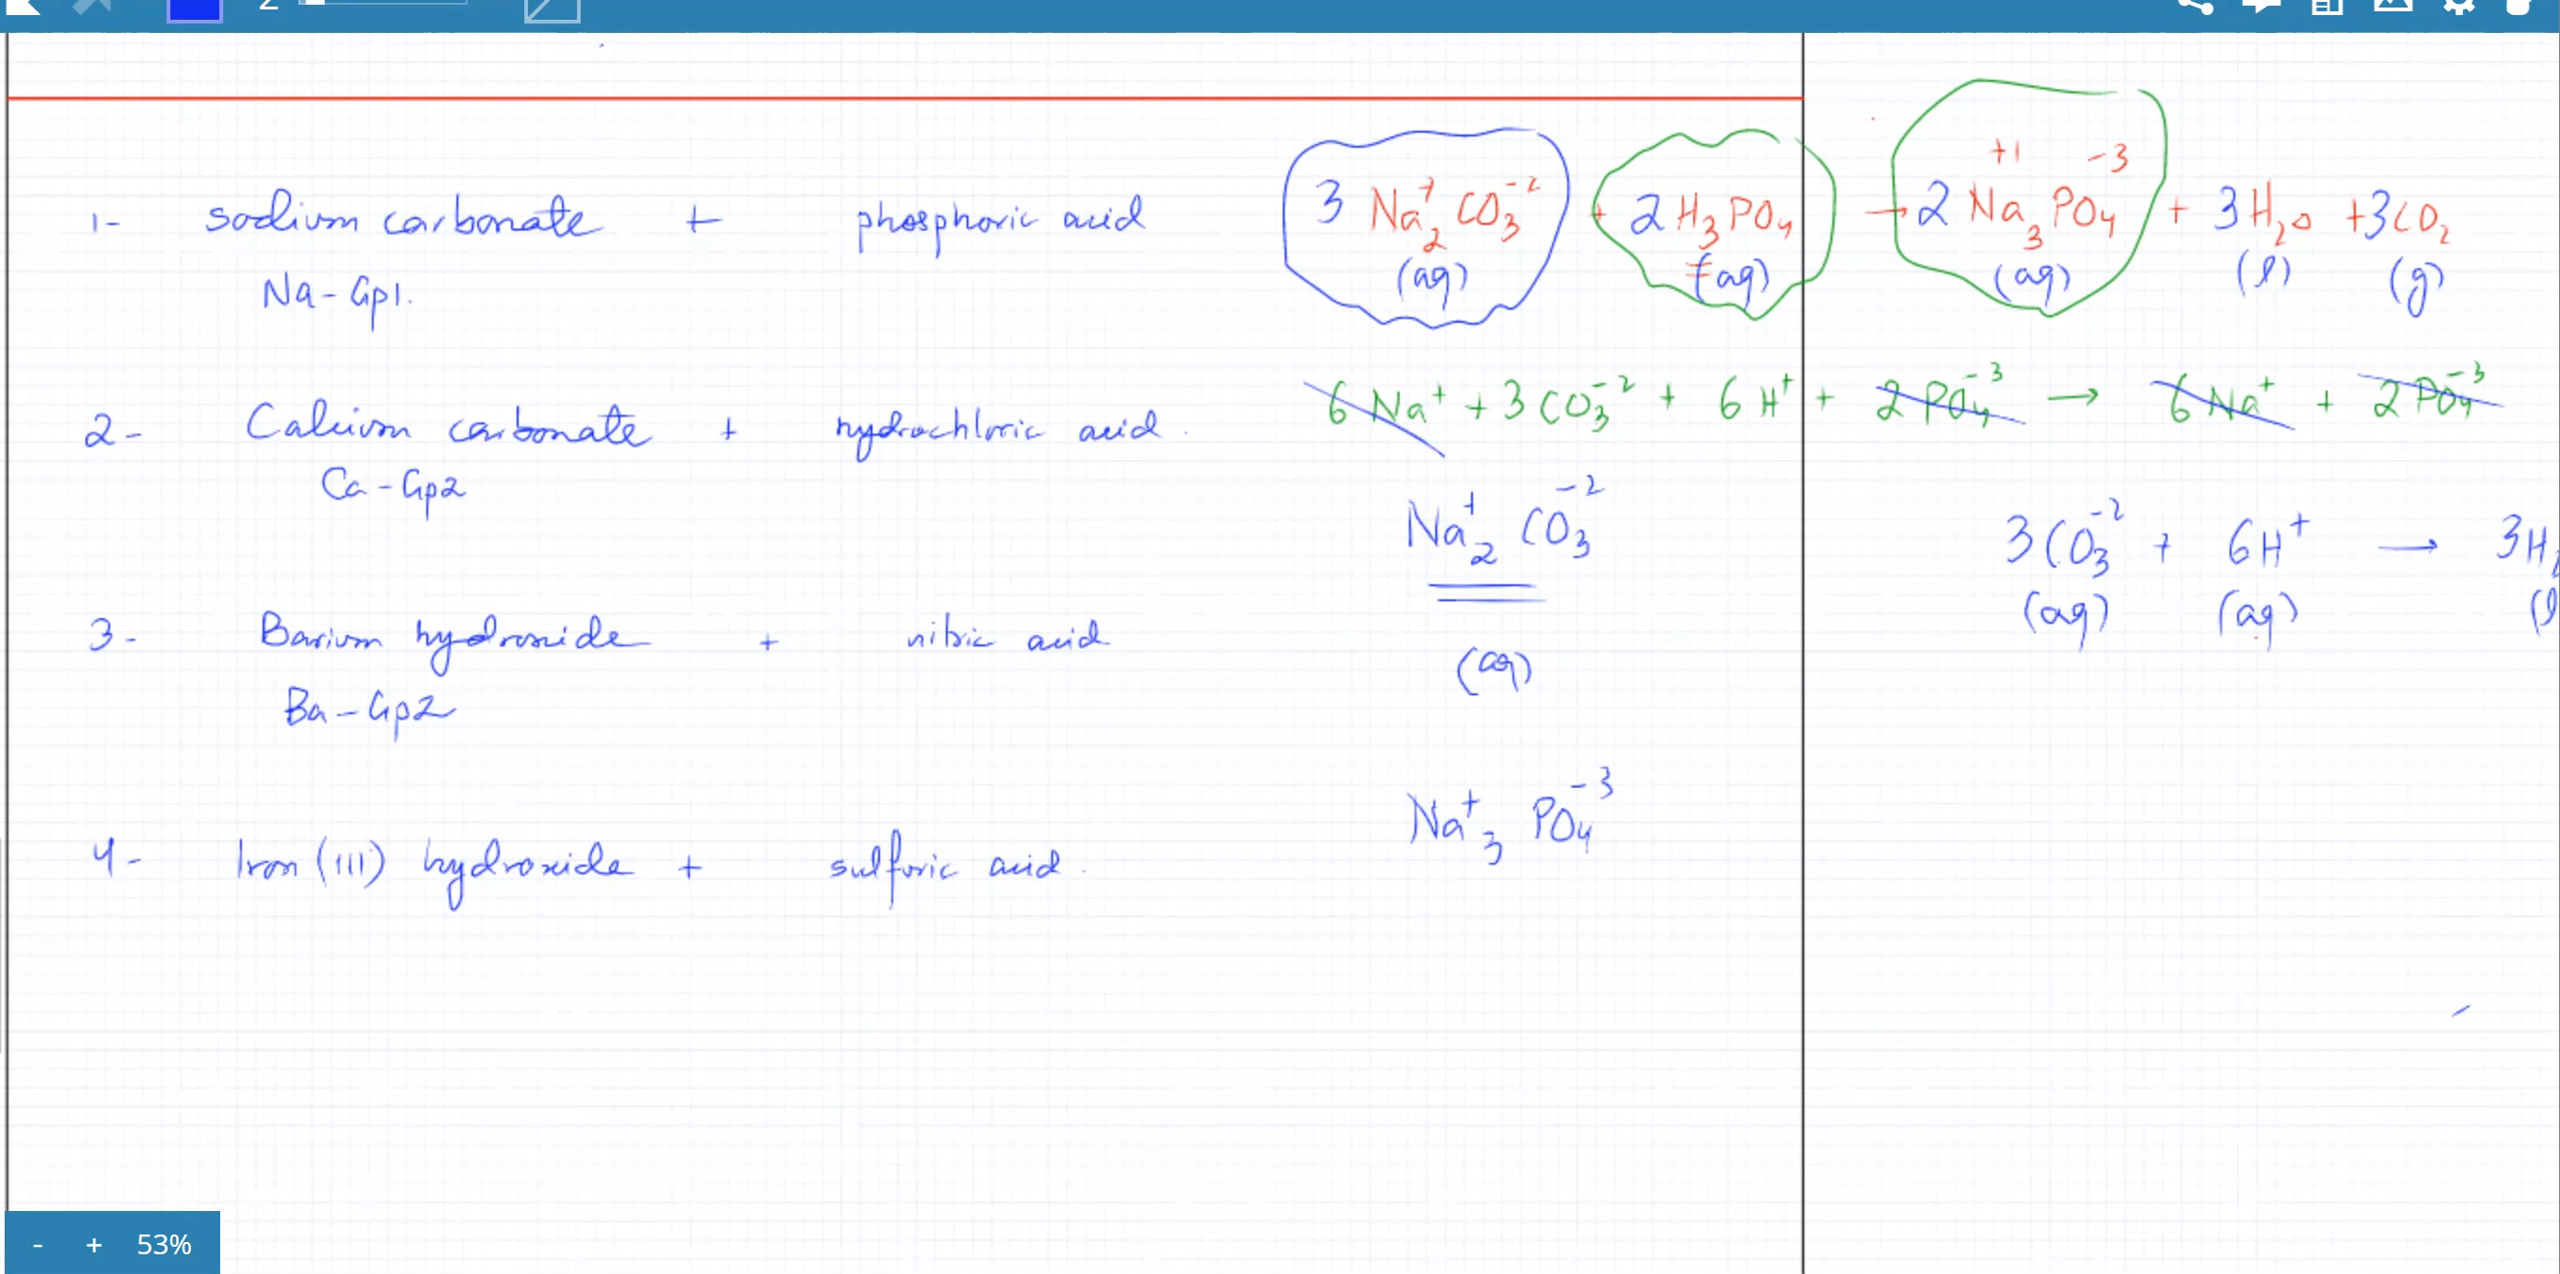 1- sodium carbonate + phosphoric acid
3 Na₂⁺ CO₃⁻² + 2 H₃PO₄ → 2 Na₃PO₄ + 3 H₂O + 3 CO₂
+1 -3
(aq) (aq) (aq) (l) (g)
Na - Gp1.
6 Na⁺ + 3 CO₃⁻² + 6 H⁺ + 2 PO₄⁻³ → 6 Na⁺ + 2 PO₄⁻³
2- Calcium carbonate + hydrochloric acid.
Ca - Gp2
Na₂⁺ CO₃⁻²
(aq)
3 CO₃⁻² + 6 H⁺ → 3H
(aq) (aq) (l
3- Barium hydroxide + nitric acid
Ba - Gp2
Na₃⁺ PO₄⁻³
4- Iron (III) hydroxide + sulfuric acid.
- + 53%